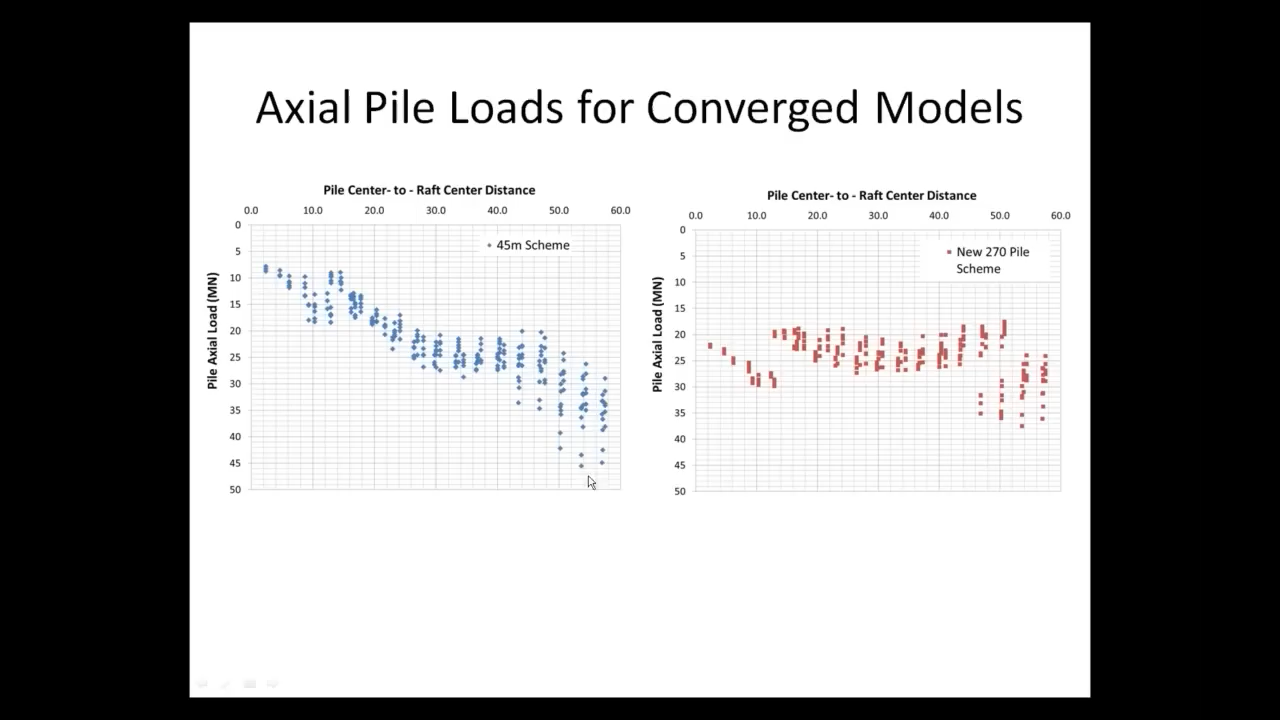 Axial Pile Loads for Converged Models
Pile Center- to - Raft Center Distance
0.0 10.0 20.0 30.0 40.0 50.0 60.0
0
5
10
15
20
25
30
35
40
45
50
Pile Axial Load (MN)
45m Scheme
Pile Center- to - Raft Center Distance
0.0 10.0 20.0 30.0 40.0 50.0 60.0
0
5
10
15
20
25
30
35
40
45
50
Pile Axial Load (MN)
New 270 Pile
Scheme